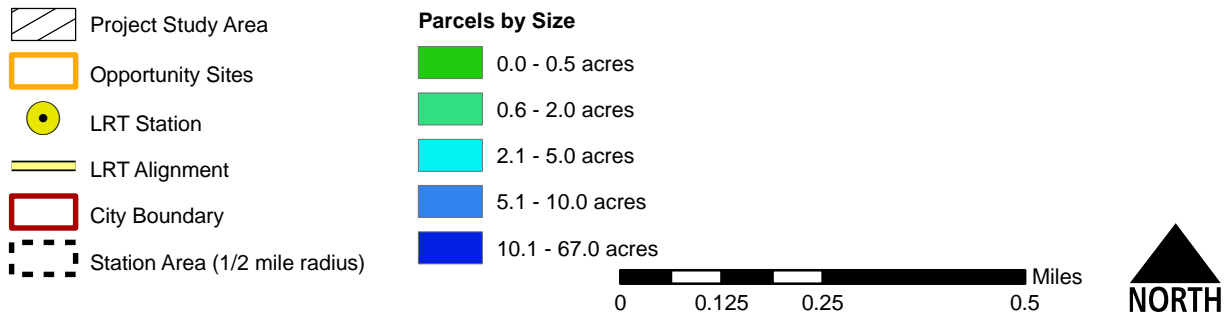 Project Study Area
Opportunity Sites
LRT Station
LRT Alignment
City Boundary
Station Area (1/2 mile radius)
Parcels by Size
0.0 - 0.5 acres
0.6 - 2.0 acres
2.1 - 5.0 acres
5.1 - 10.0 acres
10.1 - 67.0 acres
Miles
0 0.125 0.25 0.5
NORTH